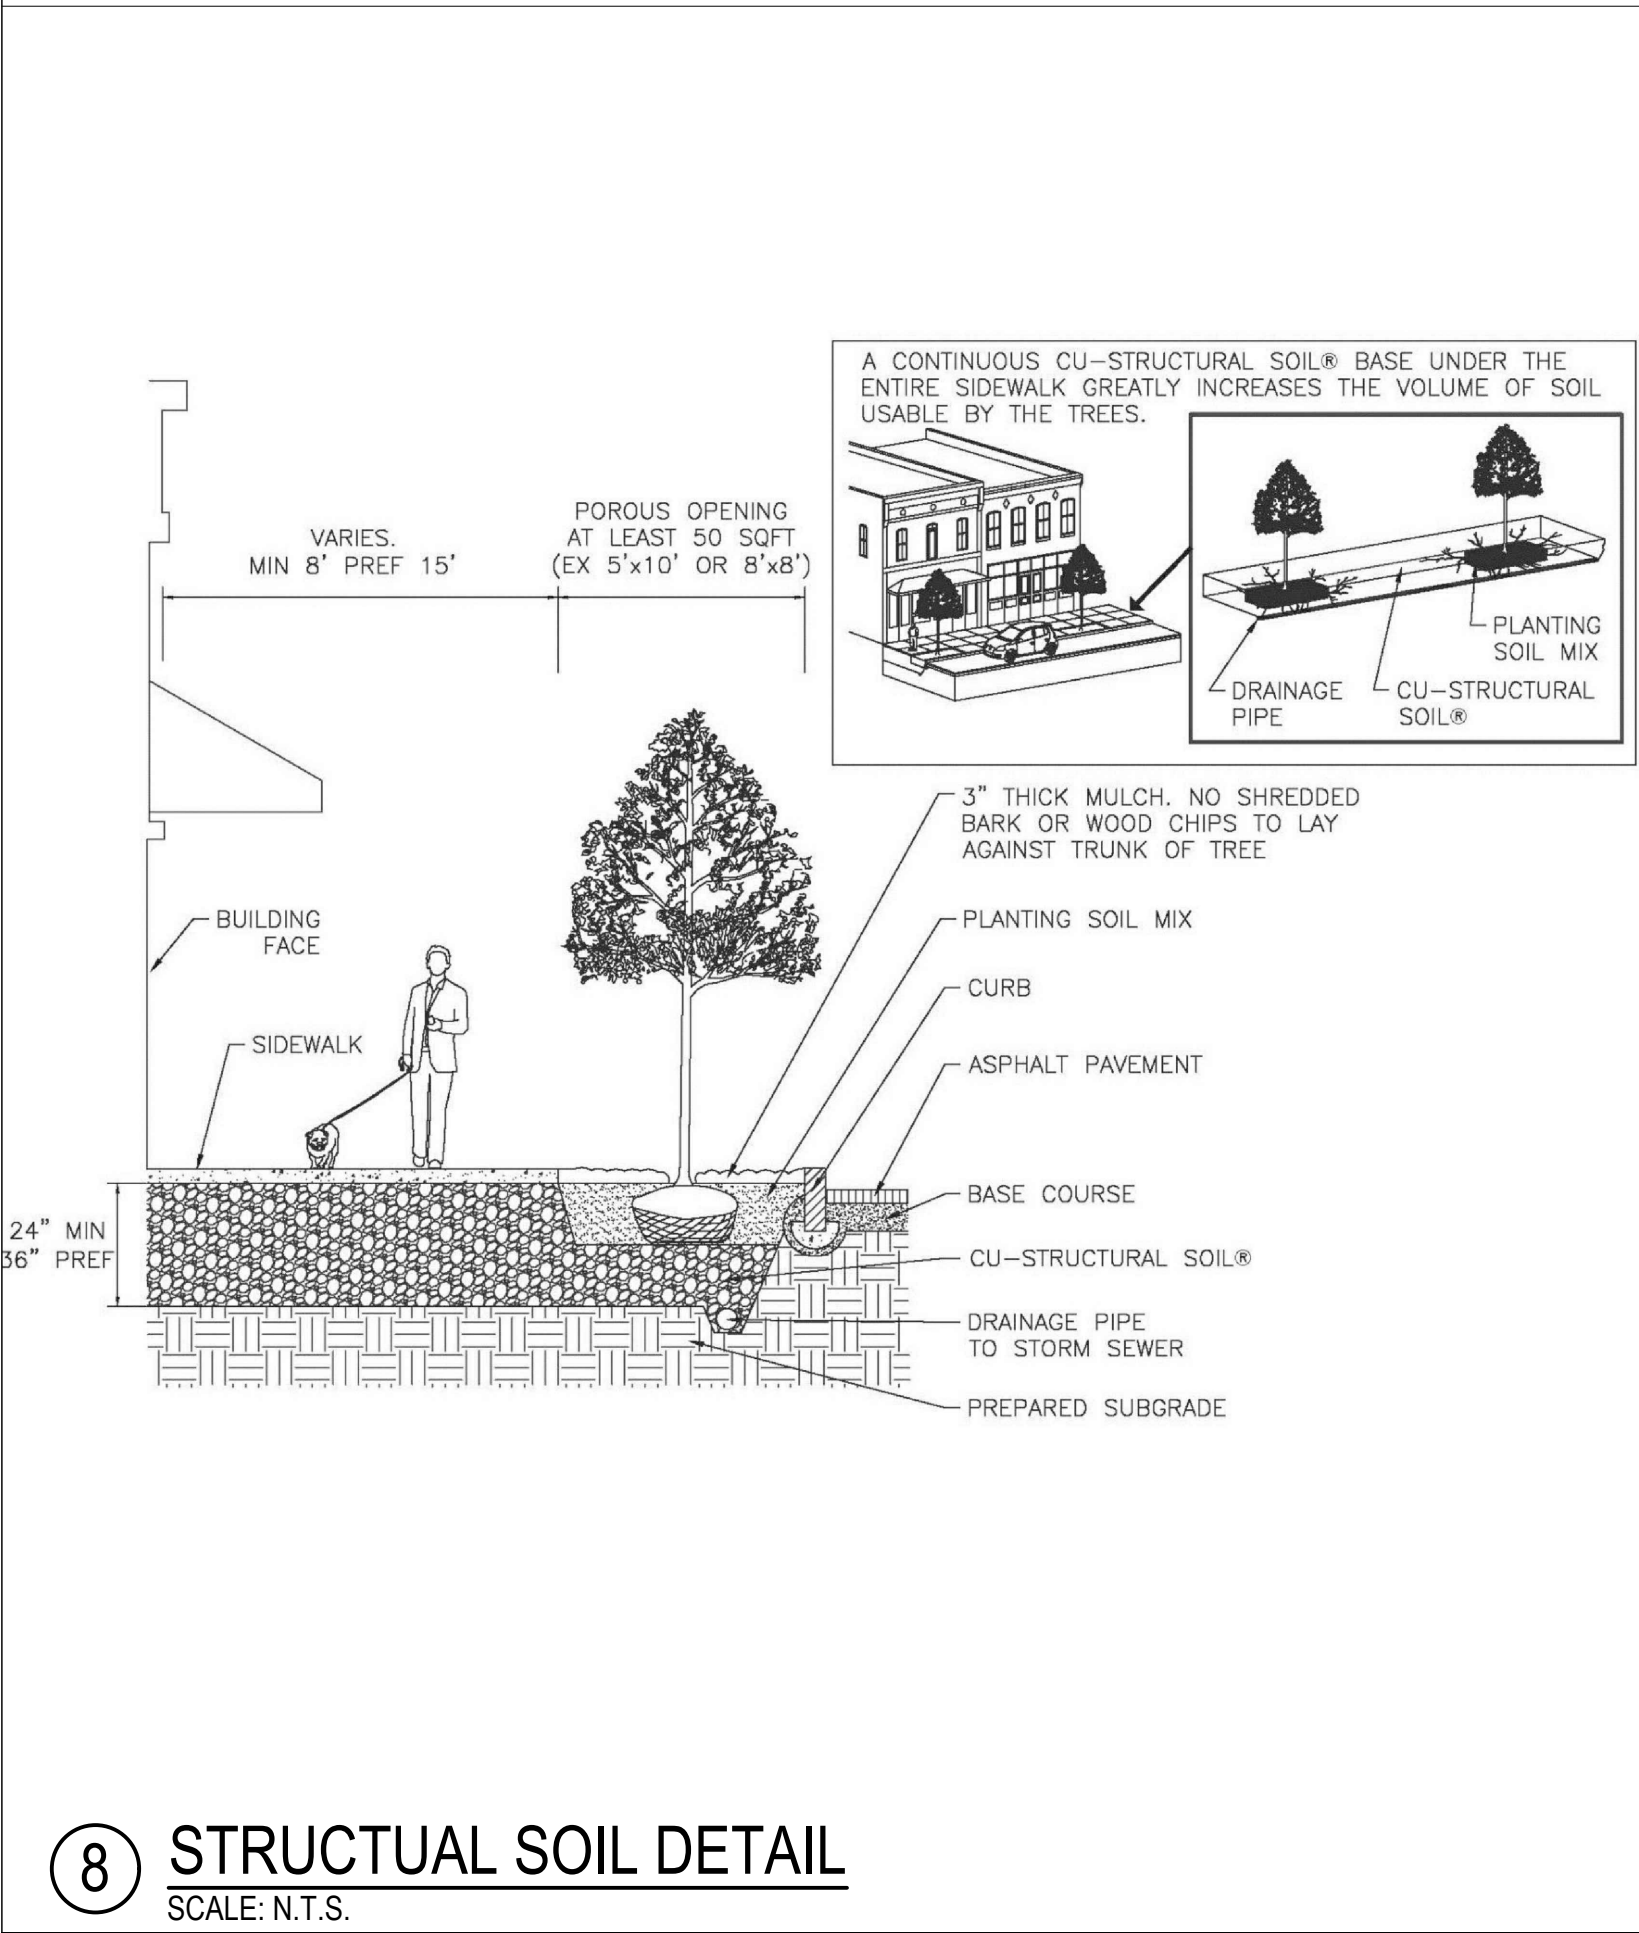 A CONTINUOUS CU-STRUCTURAL SOIL® BASE UNDER THE
ENTIRE SIDEWALK GREATLY INCREASES THE VOLUME OF SOIL
USABLE BY THE TREES.
PLANTING
SOIL MIX
DRAINAGE
PIPE
CU-STRUCTURAL
SOIL®
VARIES.
MIN 8' PREF 15'
POROUS OPENING
AT LEAST 50 SQFT
(EX 5'x10' OR 8'x8')
3" THICK MULCH. NO SHREDDED
BARK OR WOOD CHIPS TO LAY
AGAINST TRUNK OF TREE
BUILDING
FACE
PLANTING SOIL MIX
CURB
SIDEWALK
ASPHALT PAVEMENT
BASE COURSE
24" MIN
36" PREF
CU-STRUCTURAL SOIL®
DRAINAGE PIPE
TO STORM SEWER
PREPARED SUBGRADE
8
STRUCTUAL SOIL DETAIL
SCALE: N.T.S.